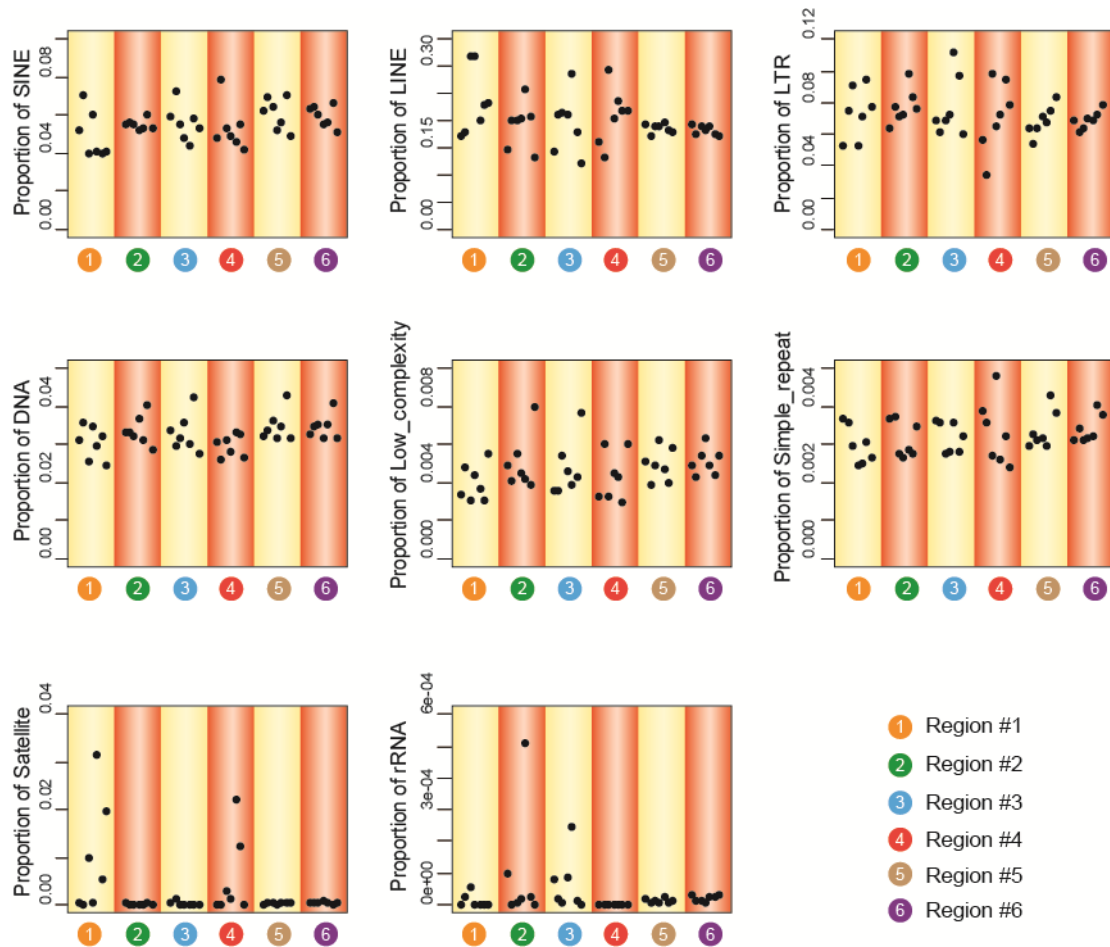 Proportion of SINE
0.08
0.04
0.00
1 2 3 4 5 6
Proportion of LINE
0.30
0.15
0.00
1 2 3 4 5 6
Proportion of LTR
0.12
0.08
0.04
0.00
1 2 3 4 5 6
Proportion of DNA
0.04
0.02
0.00
1 2 3 4 5 6
Proportion of Low_complexity
0.008
0.004
0.000
1 2 3 4 5 6
Proportion of Simple_repeat
0.004
0.002
0.000
1 2 3 4 5 6
Proportion of Satellite
0.04
0.02
0.00
1 2 3 4 5 6
Proportion of rRNA
6e-04
3e-04
0e+00
1 2 3 4 5 6
1 Region #1
2 Region #2
3 Region #3
4 Region #4
5 Region #5
6 Region #6